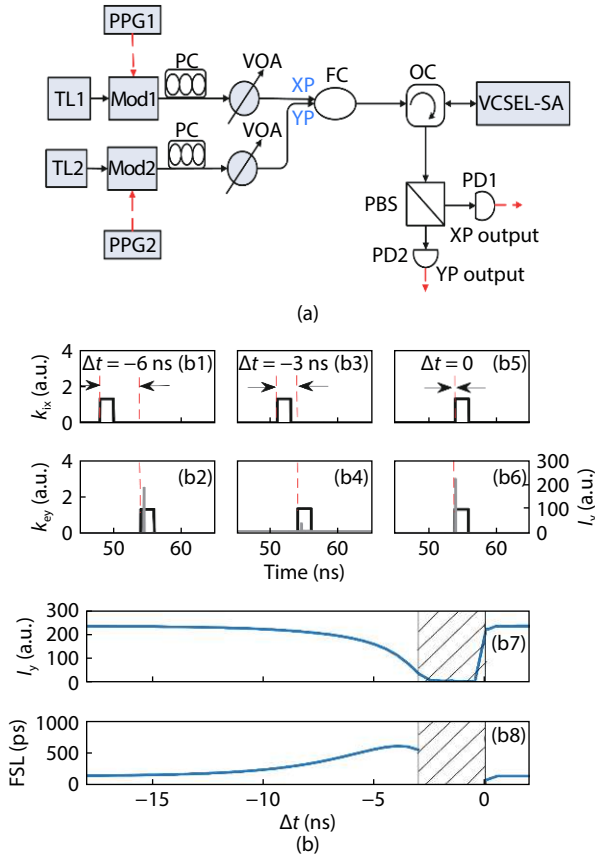 PPG1
PC
VOA
XP
FC
OC
TL1
Mod1
VCSEL-SA
PC
VOA
YP
TL2
Mod2
PBS
PD1
XP output
PPG2
PD2
YP output
(a)
4
2
0
k_ix (a.u.)
Δt = −6 ns (b1)
Δt = −3 ns (b3)
Δt = 0 (b5)
4
2
0
k_ey (a.u.)
(b2)
(b4)
(b6)
300
200
100
0
I_y (a.u.)
50 60 50 60 50 60
Time (ns)
300
200
100
0
I_y (a.u.)
(b7)
1000
500
0
FSL (ps)
(b8)
−15 −10 −5 0
Δt (ns)
(b)